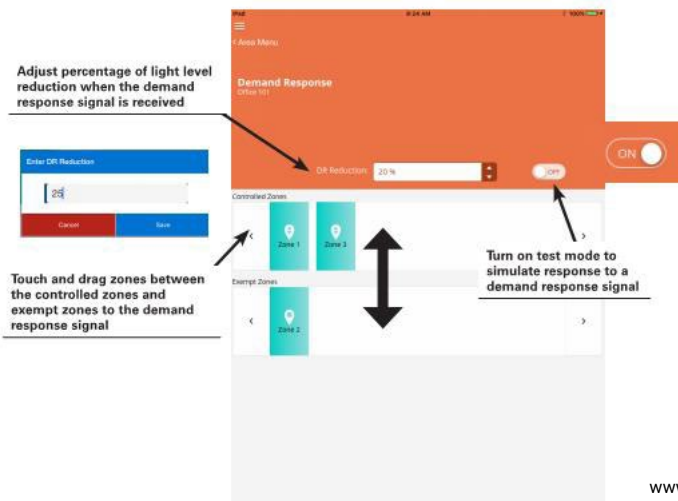 iPad
8:24 AM
100%
< Area Menu
Demand Response
Office 101
Adjust percentage of light level
reduction when the demand
response signal is received
Enter DR Reduction
25
Cancel
Save
DR Reduction
20 %
OFF
ON
Controlled Zones
Zone 1
Zone 3
Turn on test mode to
simulate response to a
demand response signal
Touch and drag zones between
the controlled zones and
exempt zones to the demand
response signal
Exempt Zones
Zone 2
www